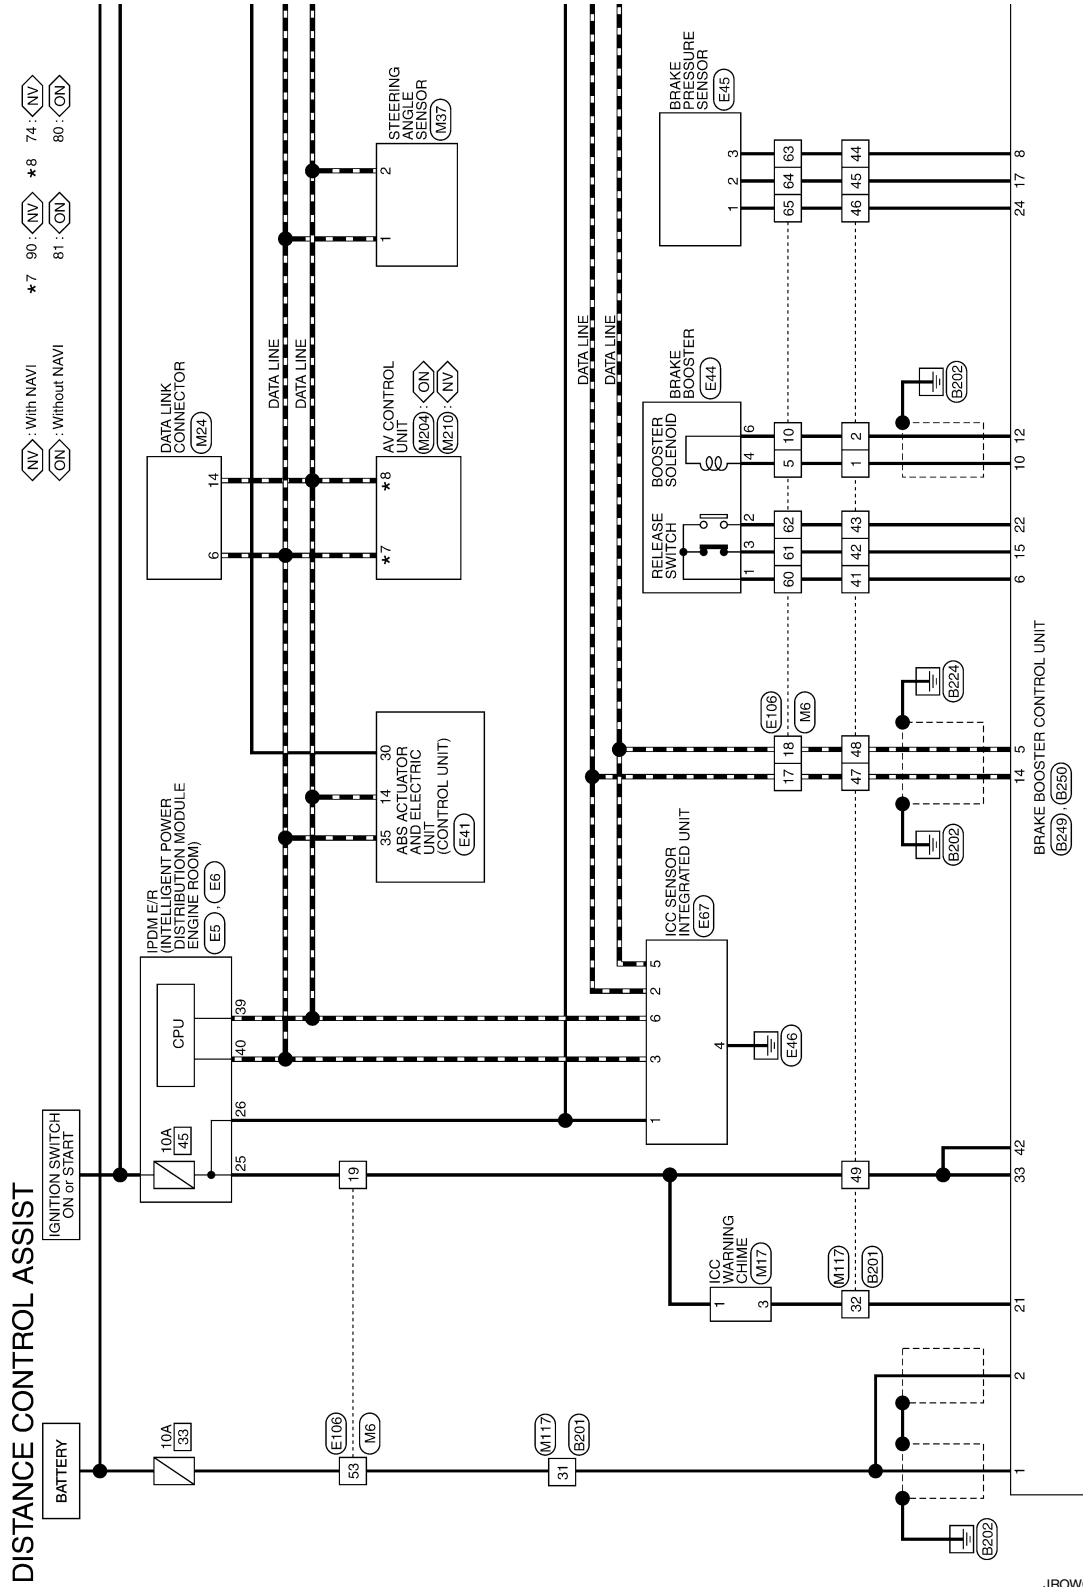 DISTANCE CONTROL ASSIST
NV : With NAVI
ON : Without NAVI
*7 90 : NV
81 : ON
*8 74 : NV
80 : ON
BATTERY
IGNITION SWITCH
ON or START
10A
33
10A
45
IPDM E/R
(INTELLIGENT POWER
DISTRIBUTION MODULE
ENGINE ROOM)
E5 , E6
CPU
25
26
40
39
DATA LINK
CONNECTOR
M24
6
14
DATA LINE
DATA LINE
ABS ACTUATOR
AND ELECTRIC
UNIT
(CONTROL UNIT)
E41
35
14
30
AV CONTROL
UNIT
M204 : ON
M210 : NV
*7
*8
STEERING
ANGLE
SENSOR
M37
1
2
53
E106
M6
19
31
M117
B201
DATA LINE
DATA LINE
ICC SENSOR
INTEGRATED UNIT
E67
1
3
6
2
5
4
E46
ICC
WARNING
CHIME
M17
1
3
32
M117
B201
49
BRAKE
BOOSTER
E44
RELEASE
SWITCH
BOOSTER
SOLENOID
1
3
2
4
6
BRAKE
PRESSURE
SENSOR
E45
1
2
3
17
18
E106
M6
60
61
62
5
10
65
64
63
47
48
41
42
43
1
2
46
45
44
B202
B202
B224
B202
1
2
21
33
42
14
5
6
15
22
10
12
24
17
8
BRAKE BOOSTER CONTROL UNIT
B249 , B250